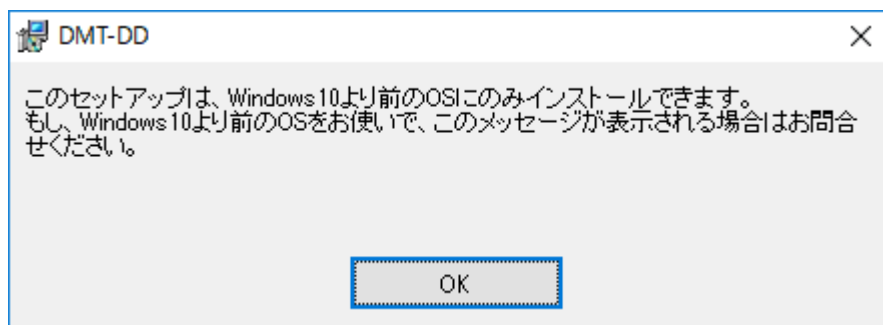 DMT-DD
このセットアップは、Windows10より前のOSにのみインストールできます。
もし、Windows10より前のOSをお使いで、このメッセージが表示される場合はお問合
せください。
OK